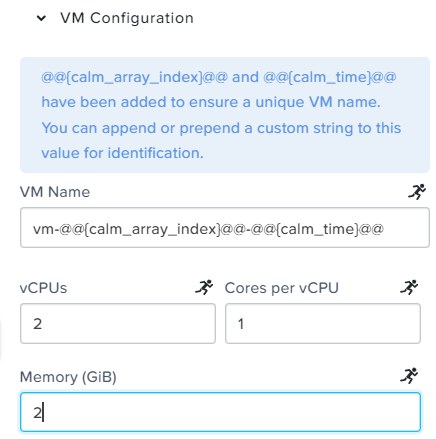 VM Configuration
@@{calm_array_index}@@ and @@{calm_time}@@
have been added to ensure a unique VM name.
You can append or prepend a custom string to this
value for identification.
VM Name
vm-@@{calm_array_index}@@-@@{calm_time}@@
vCPUs
Cores per vCPU
2
1
Memory (GiB)
2